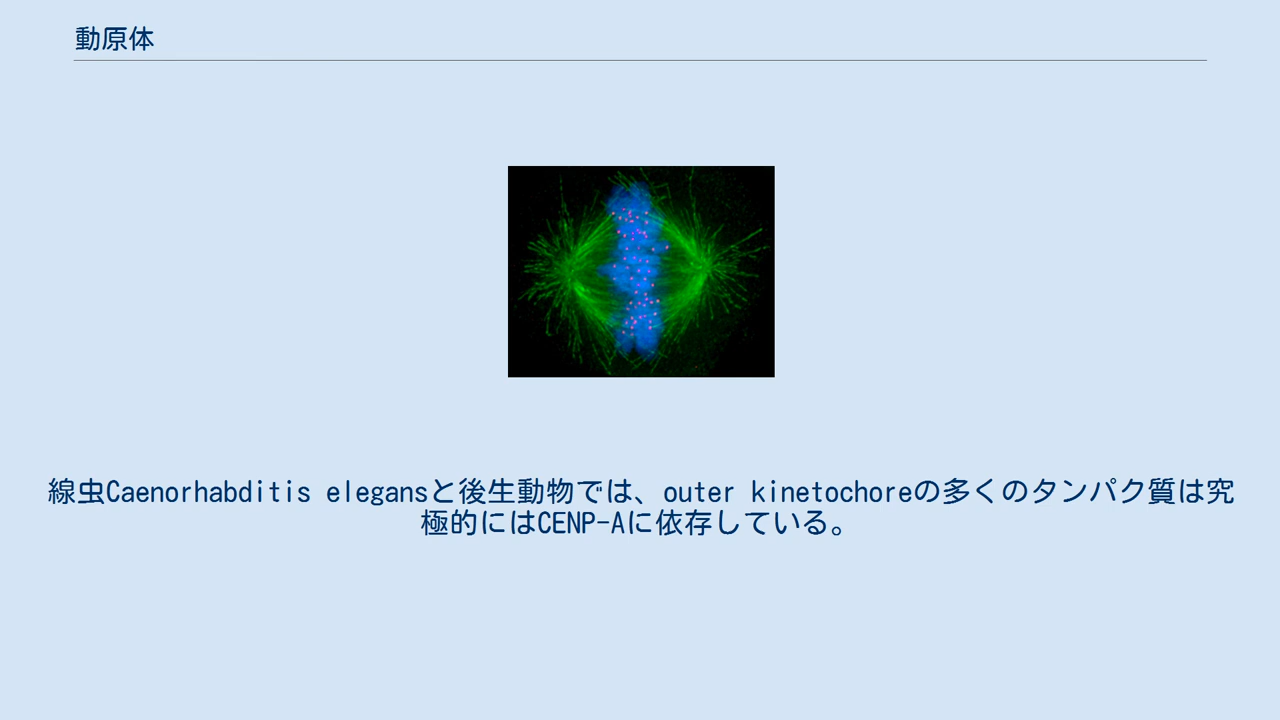 動原体
線虫Caenorhabditis elegansと後生動物では、outer kinetochoreの多くのタンパク質は究
極的にはCENP-Aに依存している。